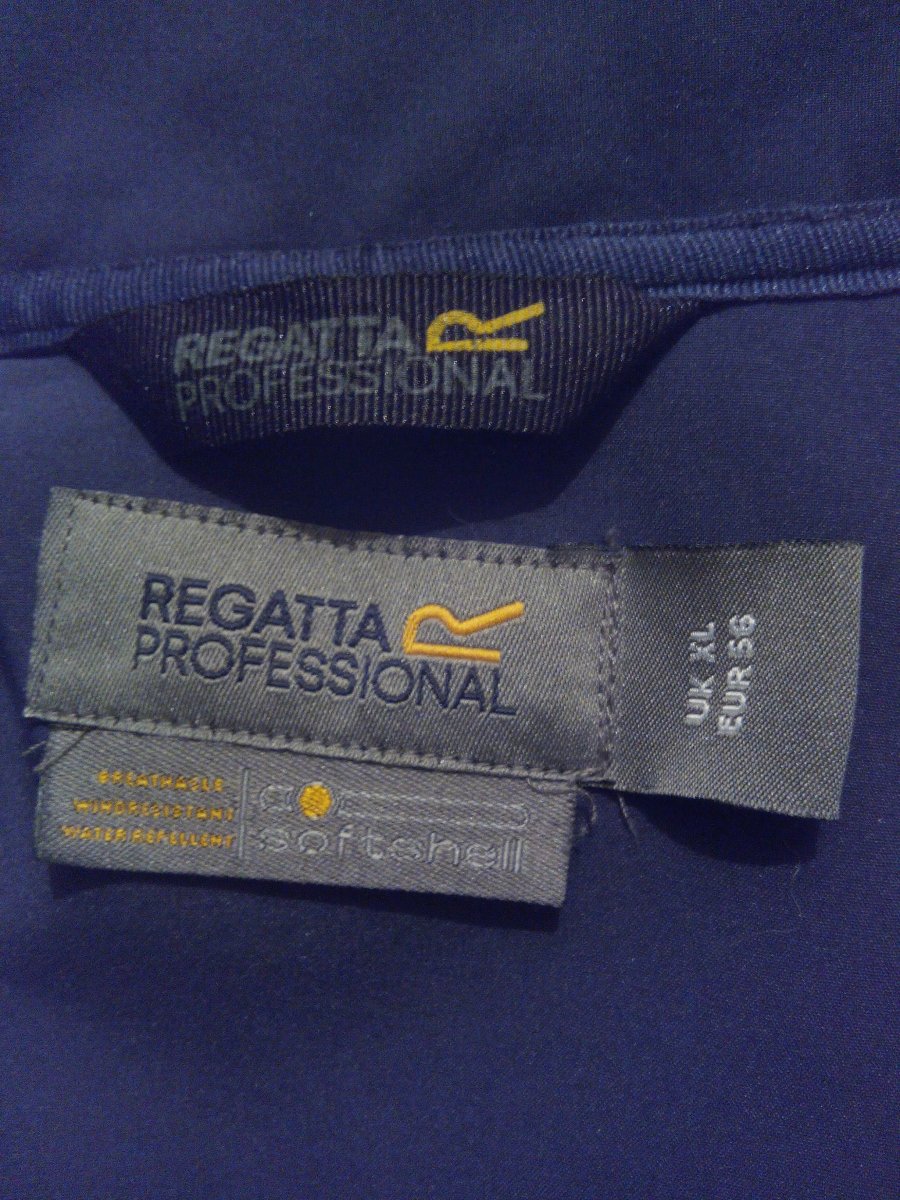 REGATTA
PROFESSIONAL
REGATTA
PROFESSIONAL
UK XL
EUR 56
BREATHABLE
WINDRESISTANT
WATER REPELLENT
softshell